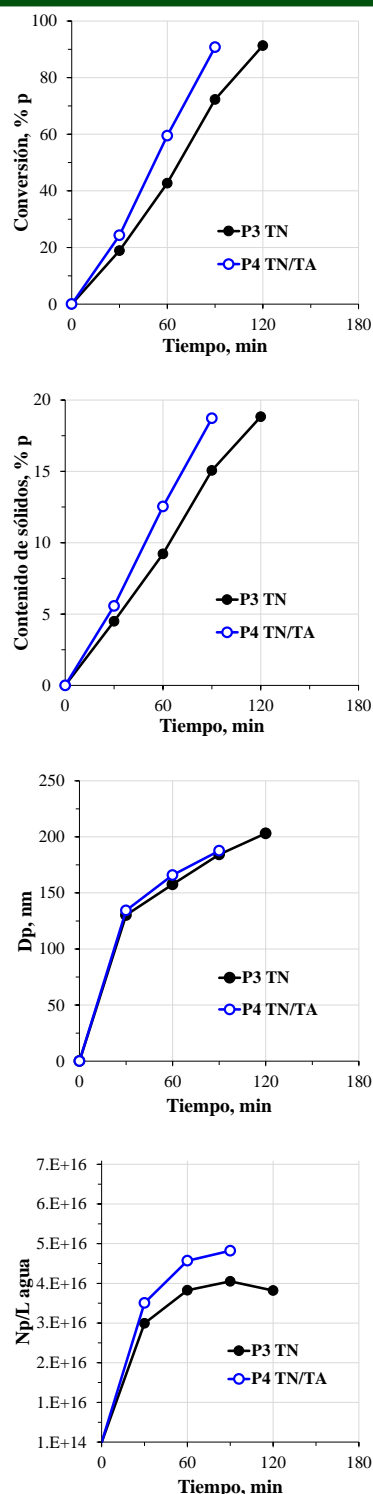 100
80
60
40
20
0
Conversión, % p
P3 TN
P4 TN/TA
0 60 120 180
Tiempo, min
20
15
10
5
0
Contenido de sólidos, % p
P3 TN
P4 TN/TA
0 60 120 180
Tiempo, min
250
200
150
100
50
0
Dp, nm
P3 TN
P4 TN/TA
0 60 120 180
Tiempo, min
7.E+16
6.E+16
5.E+16
4.E+16
3.E+16
2.E+16
1.E+16
1.E+14
Np/L agua
P3 TN
P4 TN/TA
0 60 120 180
Tiempo, min